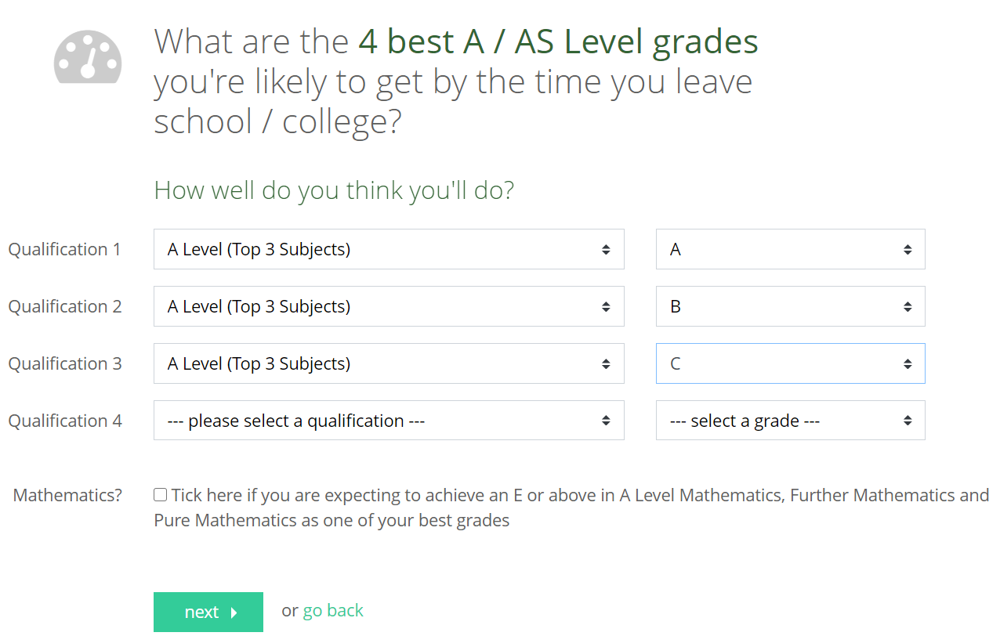 What are the 4 best A / AS Level grades
you're likely to get by the time you leave
school / college?
How well do you think you'll do?
Qualification 1 A Level (Top 3 Subjects) A
Qualification 2 A Level (Top 3 Subjects) B
Qualification 3 A Level (Top 3 Subjects) C
Qualification 4 --- please select a qualification --- --- select a grade ---
Mathematics? Tick here if you are expecting to achieve an E or above in A Level Mathematics, Further Mathematics and
Pure Mathematics as one of your best grades
next or go back